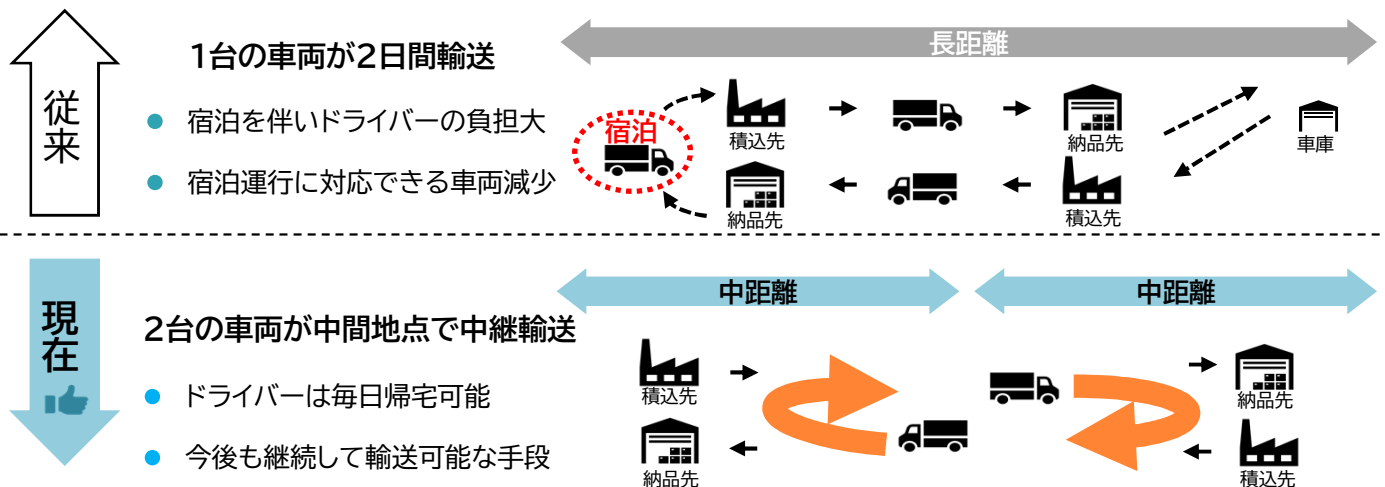 従来
1台の車両が2日間輸送
宿泊を伴いドライバーの負担大
宿泊運行に対応できる車両減少
長距離
宿泊
積込先
納品先
車庫
納品先
積込先
現在
2台の車両が中間地点で中継輸送
ドライバーは毎日帰宅可能
今後も継続して輸送可能な手段
中距離
中距離
積込先
納品先
納品先
積込先